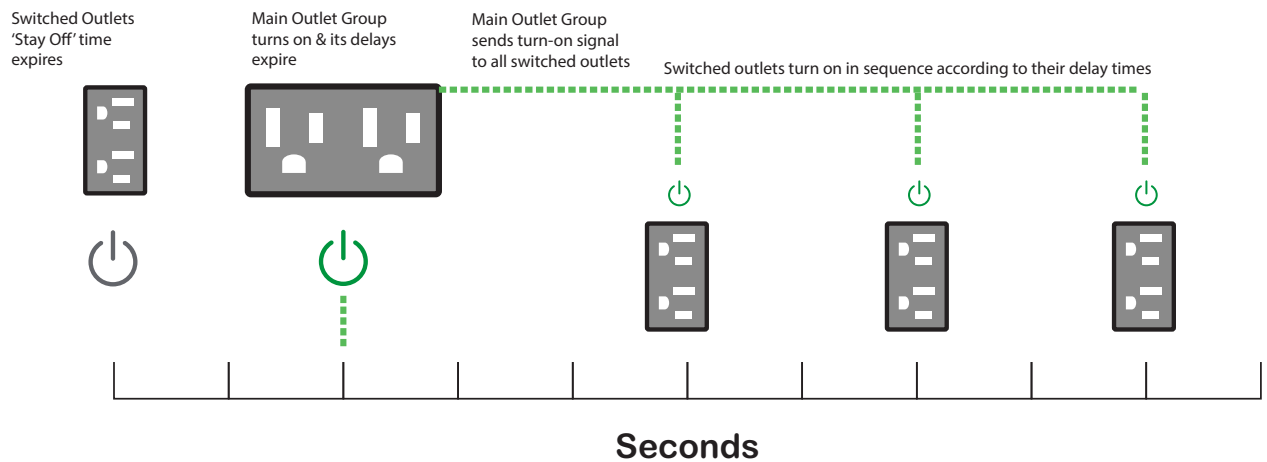 Switched Outlets
'Stay Off' time
expires
Main Outlet Group
turns on & its delays
expire
Main Outlet Group
sends turn-on signal
to all switched outlets
Switched outlets turn on in sequence according to their delay times
Seconds